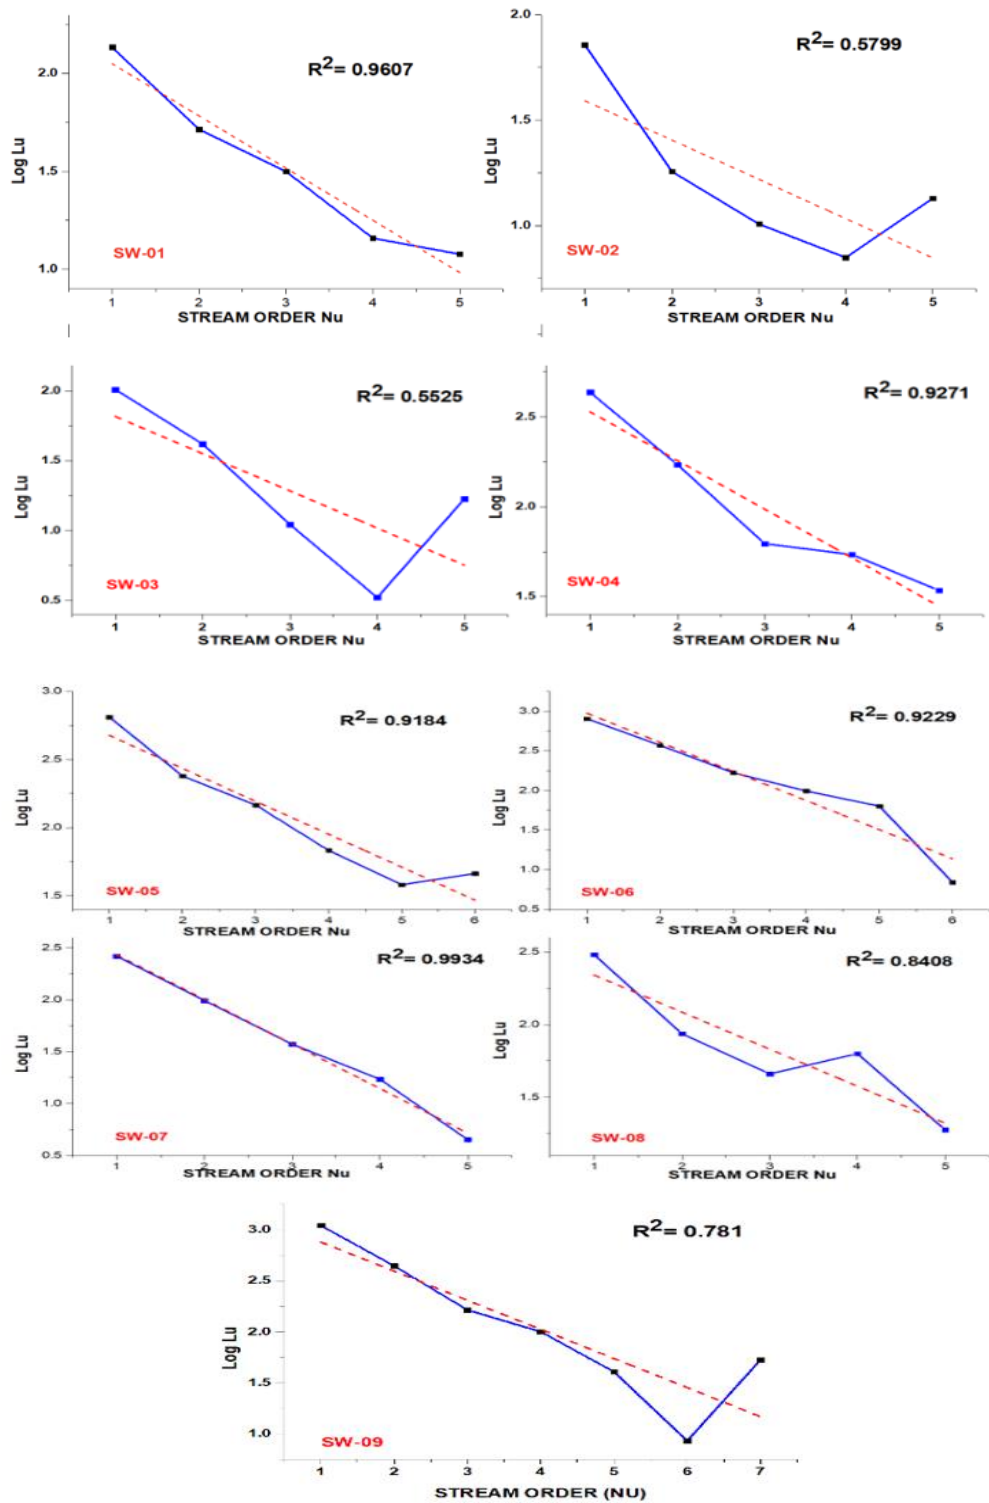 2.0
1.5
1.0
Log Lu
R²= 0.9607
SW-01
1 2 3 4 5
STREAM ORDER Nu
2.0
1.5
1.0
Log Lu
R²= 0.5799
SW-02
1 2 3 4 5
STREAM ORDER Nu
2.0
1.5
1.0
0.5
Log Lu
R²= 0.5525
SW-03
1 2 3 4 5
STREAM ORDER Nu
2.5
2.0
1.5
Log Lu
R²= 0.9271
SW-04
1 2 3 4 5
STREAM ORDER Nu
3.0
2.5
2.0
1.5
Log Lu
R²= 0.9184
SW-05
1 2 3 4 5 6
STREAM ORDER Nu
3.0
2.5
2.0
1.5
1.0
0.5
Log Lu
R²= 0.9229
SW-06
1 2 3 4 5 6
STREAM ORDER Nu
2.5
2.0
1.5
1.0
0.5
Log Lu
R²= 0.9934
SW-07
1 2 3 4 5
STREAM ORDER Nu
2.5
2.0
1.5
Log Lu
R²= 0.8408
SW-08
1 2 3 4 5
STREAM ORDER Nu
3.0
2.5
2.0
1.5
1.0
Log Lu
R²= 0.781
SW-09
1 2 3 4 5 6 7
STREAM ORDER (NU)